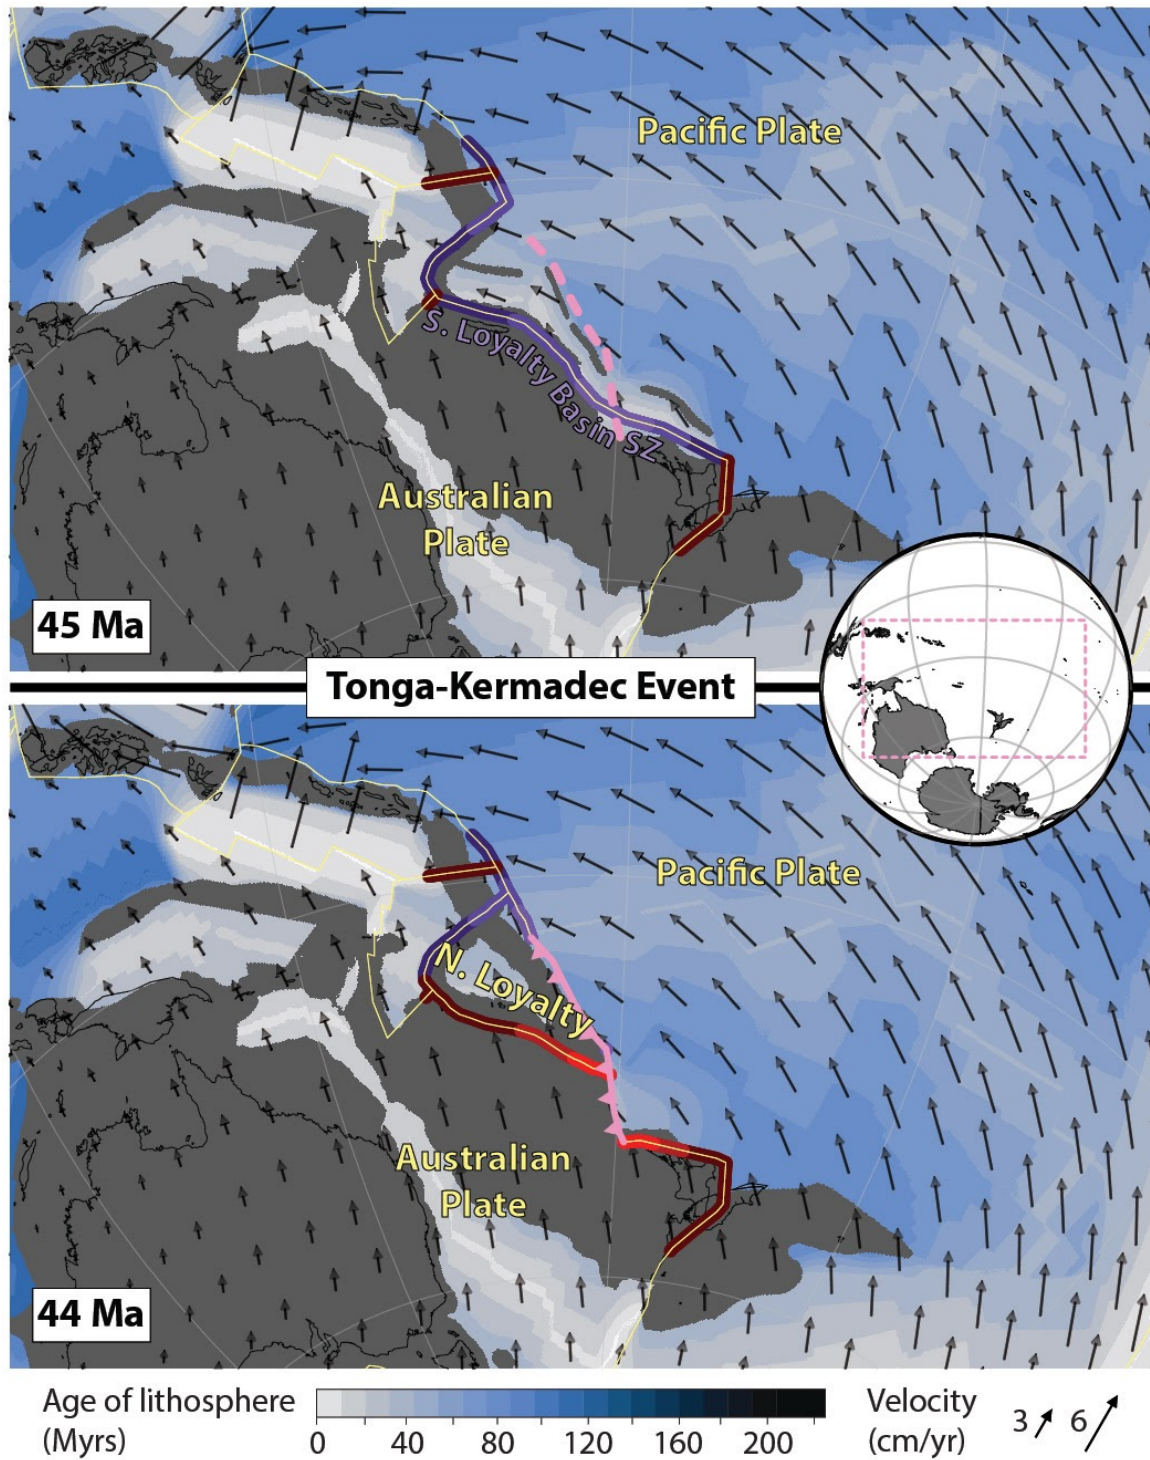 Pacific Plate
S. Loyalty Basin SZ
Australian
Plate
45 Ma
Tonga-Kermadec Event
Pacific Plate
N. Loyalty
Australian
Plate
44 Ma
Age of lithosphere
(Myrs)
0 40 80 120 160 200
Velocity
(cm/yr)
3 6